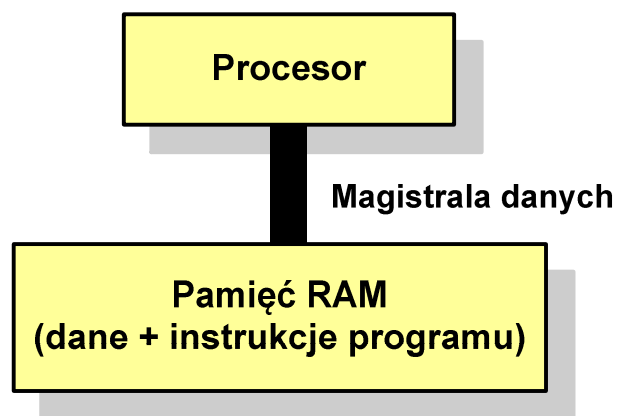 Procesor
Magistrala danych
Pamięć RAM
(dane + instrukcje programu)